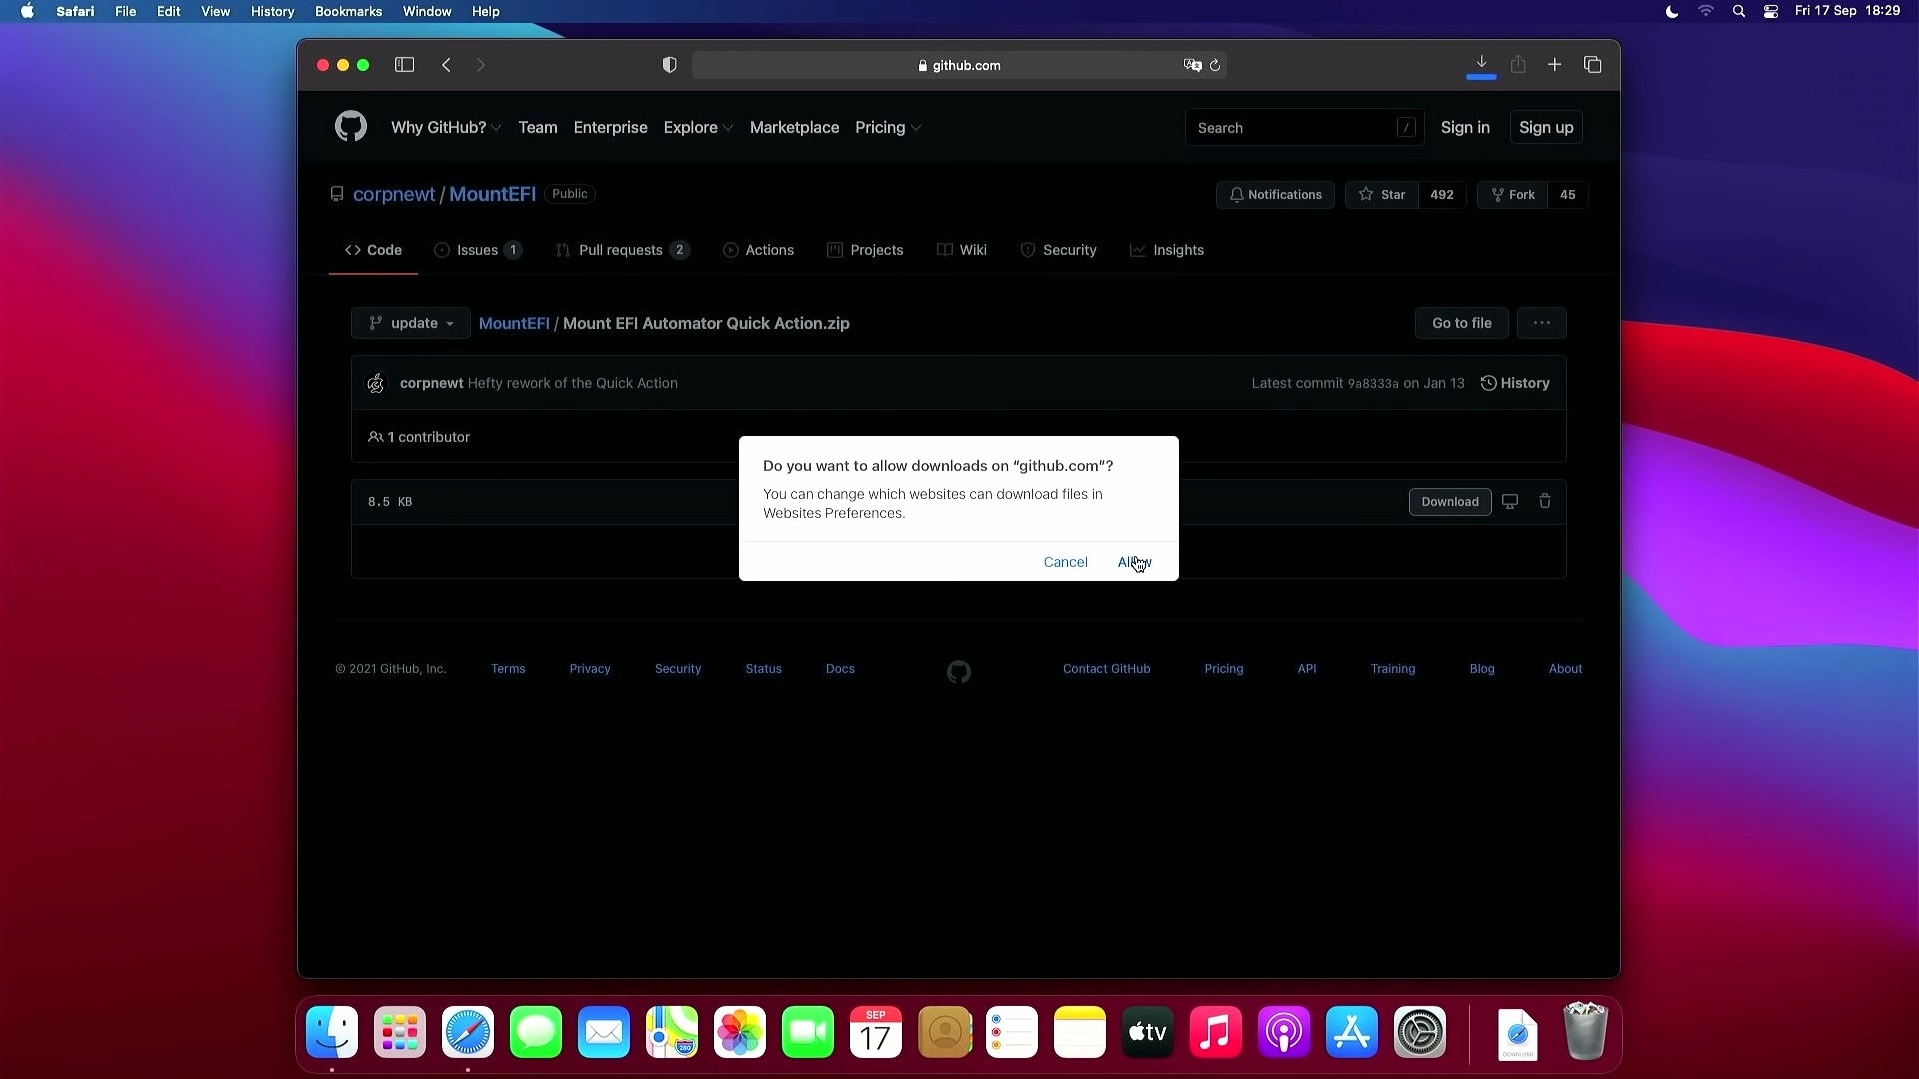 Safari File Edit View History Bookmarks Window Help Fri 17 Sep 18:29
github.com
Why GitHub? Team Enterprise Explore Marketplace Pricing Search / Sign in Sign up
corpnewt / MountEFI Public Notifications Star 492 Fork 45
<> Code Issues 1 Pull requests 2 Actions Projects Wiki Security Insights
update MountEFI / Mount EFI Automator Quick Action.zip Go to file ...
corpnewt Hefty rework of the Quick Action Latest commit 9a8333a on Jan 13 History
1 contributor
Do you want to allow downloads on “github.com”?
You can change which websites can download files in
Websites Preferences.
8.5 KB Download
Cancel Allow
© 2021 GitHub, Inc. Terms Privacy Security Status Docs Contact GitHub Pricing API Training Blog About
280
SEP
17
tv
DOWNLOAD